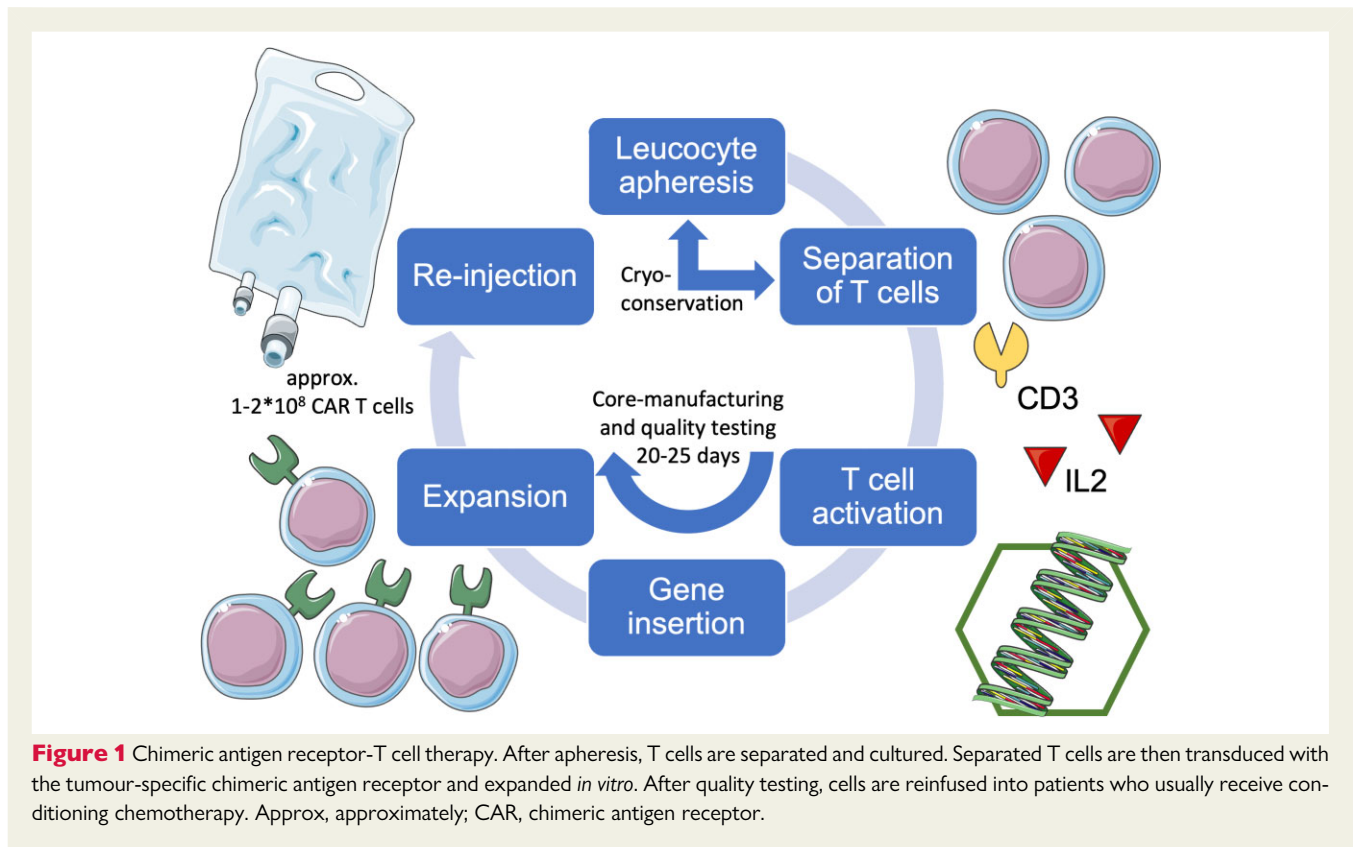 Leucocyte
apheresis
Separation
of T cells
Cryo-
conservation
Re-injection
approx.
1-2*10⁸ CAR T cells
CD3
IL2
Core-manufacturing
and quality testing
20-25 days
T cell
activation
Expansion
Gene
insertion
Figure 1 Chimeric antigen receptor-T cell therapy. After apheresis, T cells are separated and cultured. Separated T cells are then transduced with
the tumour-specific chimeric antigen receptor and expanded in vitro. After quality testing, cells are reinfused into patients who usually receive con-
ditioning chemotherapy. Approx, approximately; CAR, chimeric antigen receptor.